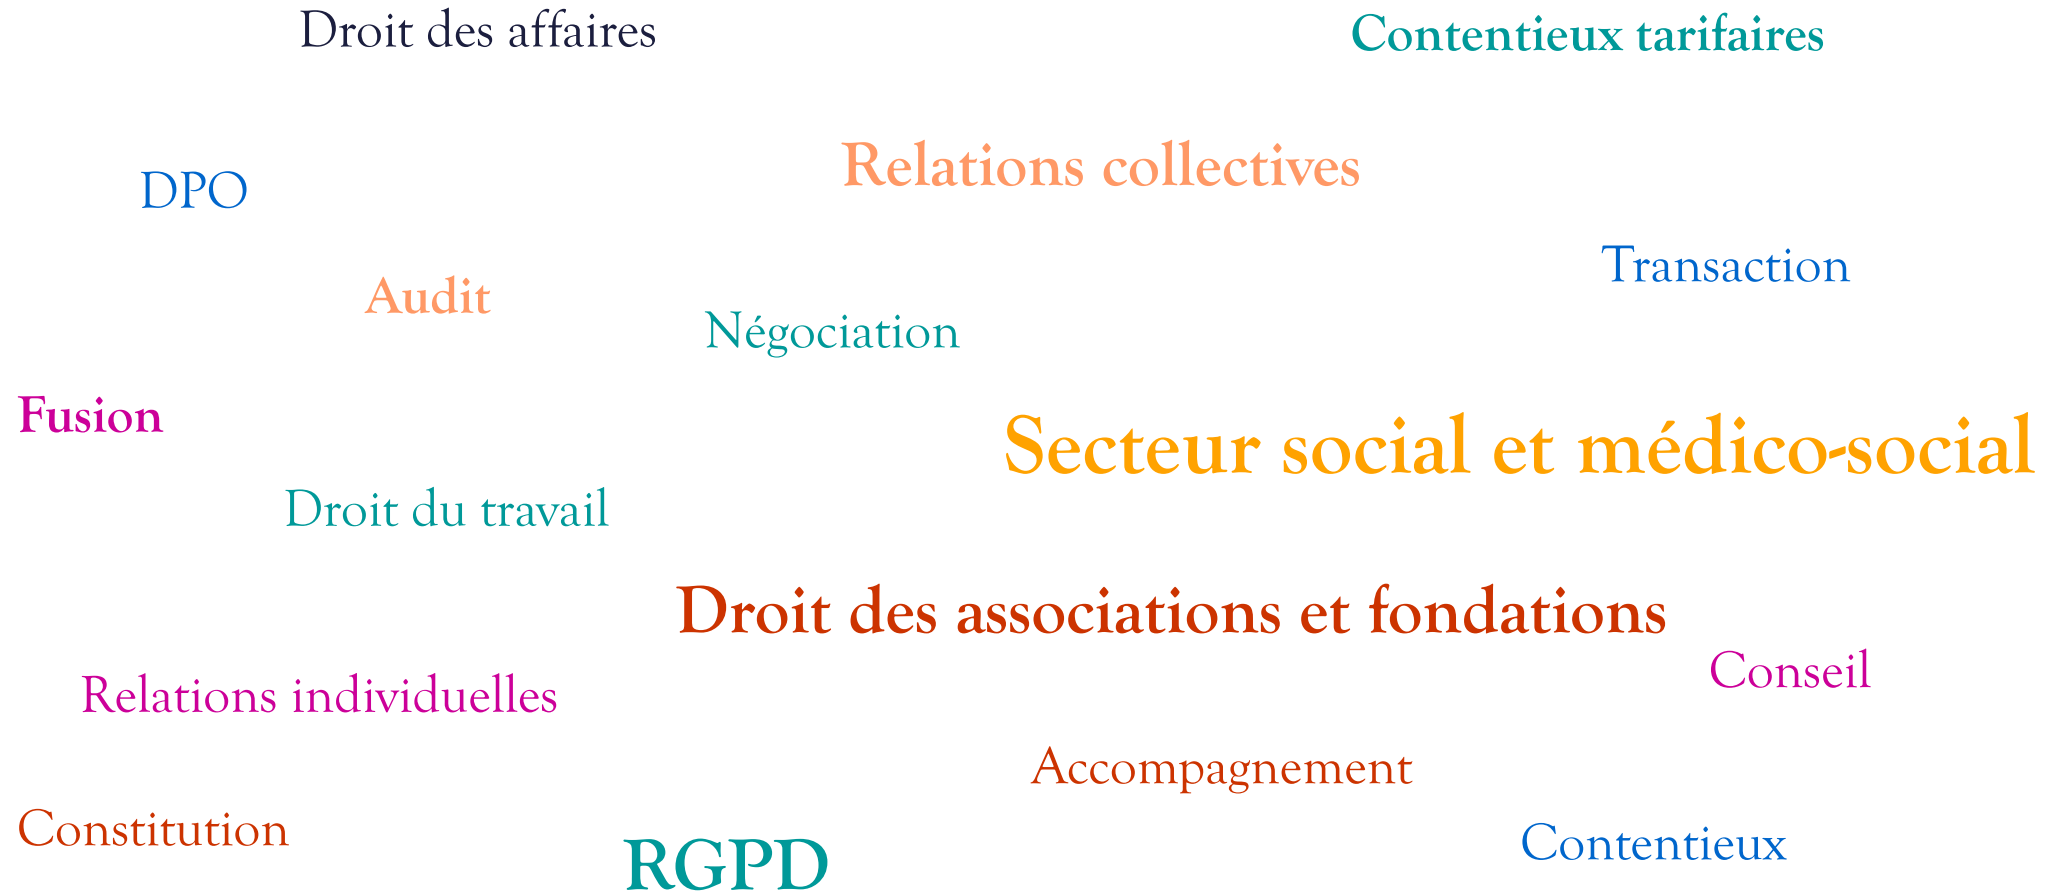 Droit des affaires
Contentieux tarifaires
Relations collectives
DPO
Transaction
Audit
Négociation
Fusion
Secteur social et médico-social
Droit du travail
Droit des associations et fondations
Conseil
Relations individuelles
Accompagnement
Constitution
Contentieux
RGPD